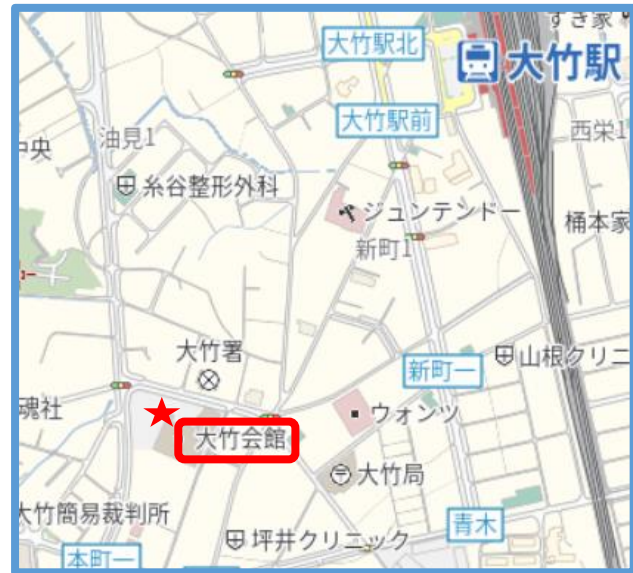 すき家
大竹駅北
大竹駅
大竹駅前
西栄1
油見1
中央
糸谷整形外科
ジュンテンドー
桶本家
新町1
大竹署
新町一
山根クリニ
魂社
ウォンツ
大竹会館
大竹局
大竹簡易裁判所
青木
坪井クリニック
本町一